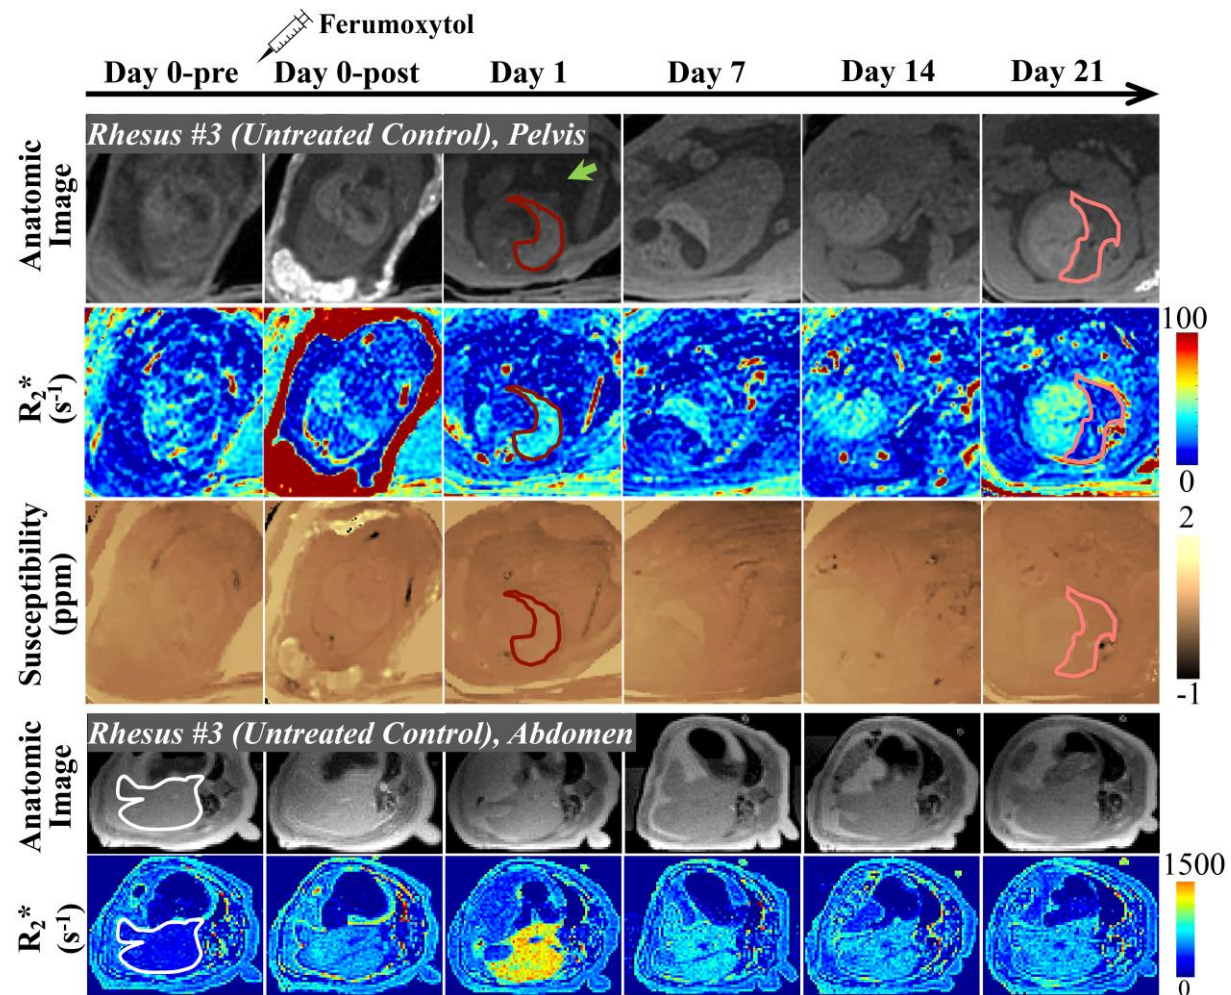 Ferumoxytol
Day 0-pre Day 0-post Day 1 Day 7 Day 14 Day 21
Rhesus #3 (Untreated Control), Pelvis
Anatomic
Image
R₂*
(s⁻¹)
100
0
Susceptibility
(ppm)
2
-1
Rhesus #3 (Untreated Control), Abdomen
Anatomic
Image
R₂*
(s⁻¹)
1500
0